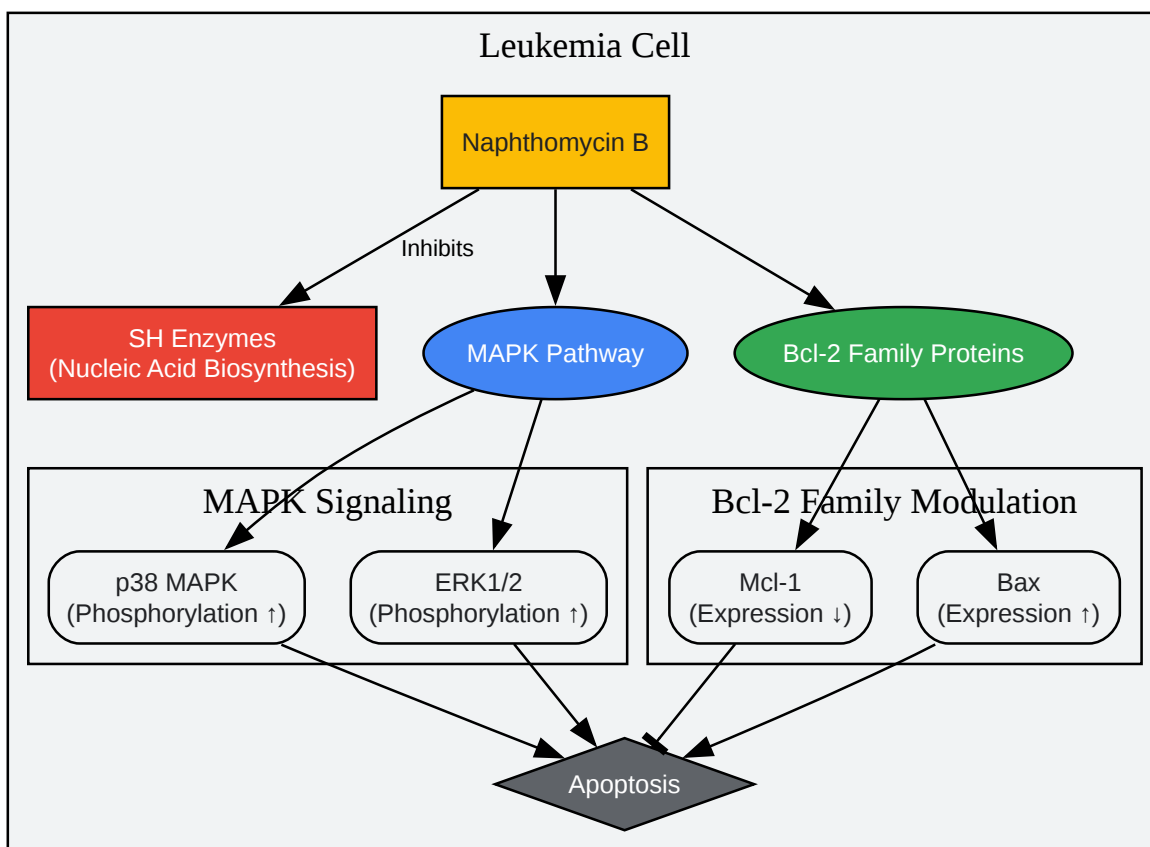 Leukemia Cell
Naphthomycin B
Inhibits
SH Enzymes
(Nucleic Acid Biosynthesis)
MAPK Pathway
Bcl-2 Family Proteins
MAPK Signaling
Bcl-2 Family Modulation
p38 MAPK
(Phosphorylation ↑)
ERK1/2
(Phosphorylation ↑)
Mcl-1
(Expression ↓)
Bax
(Expression ↑)
Apoptosis